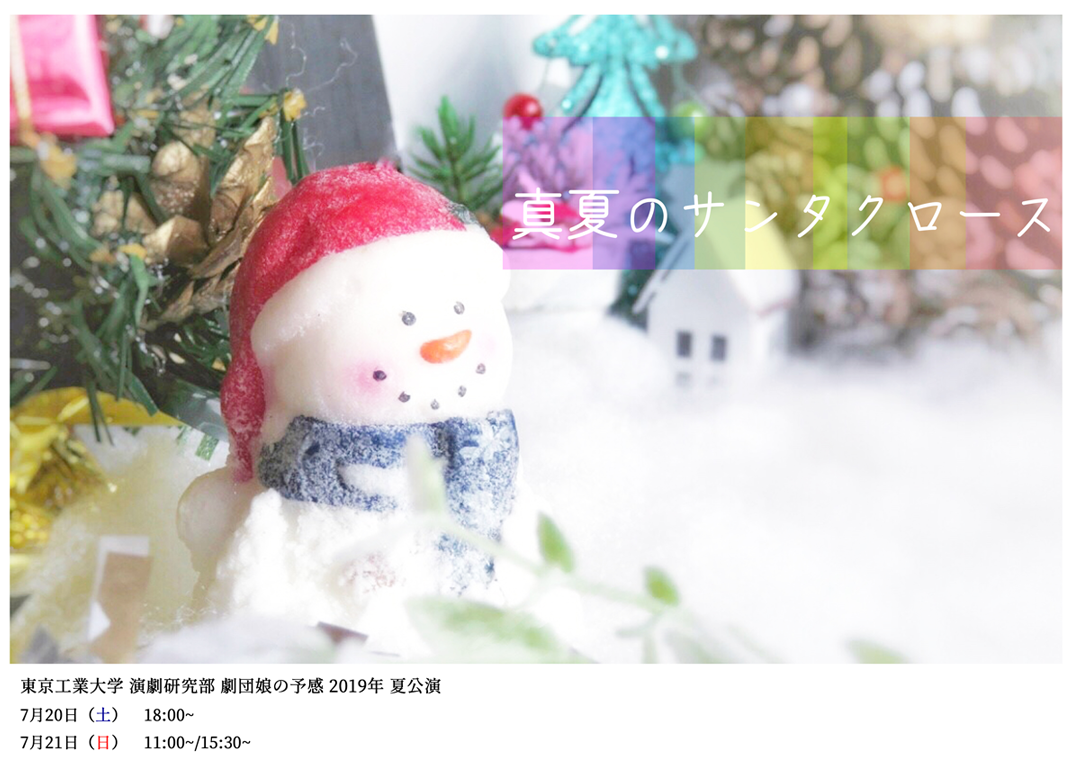 真夏のサンタクロース
東京工業大学 演劇研究部 劇団娘の予感 2019年 夏公演
7月20日（土）　18:00~
7月21日（日）　11:00~/15:30~